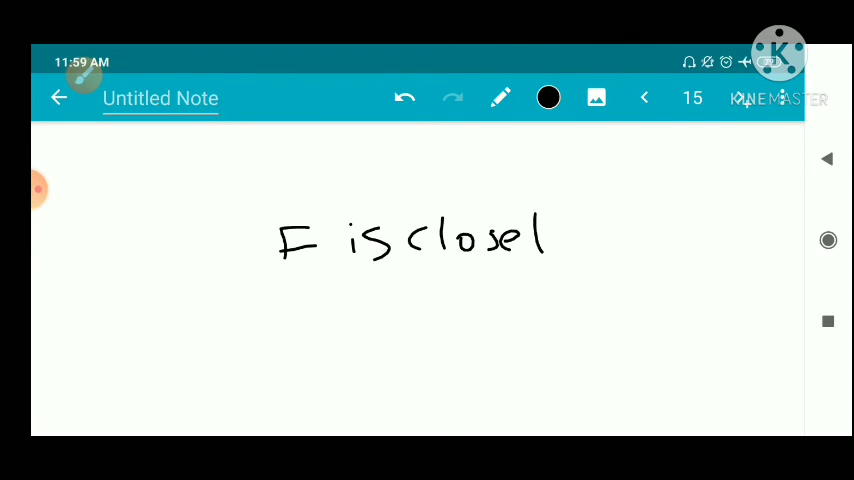 11:59 AM
KINEMASTER
Untitled Note
15
F is closel